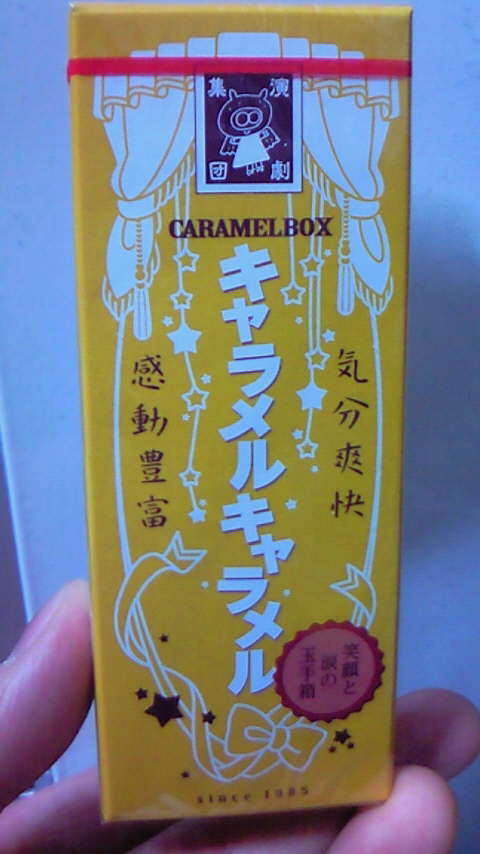 演劇
集団
CARAMELBOX
キャラメルキャラメル
気分爽快
感動豊富
笑顔と
涙の
玉手箱
since 1985